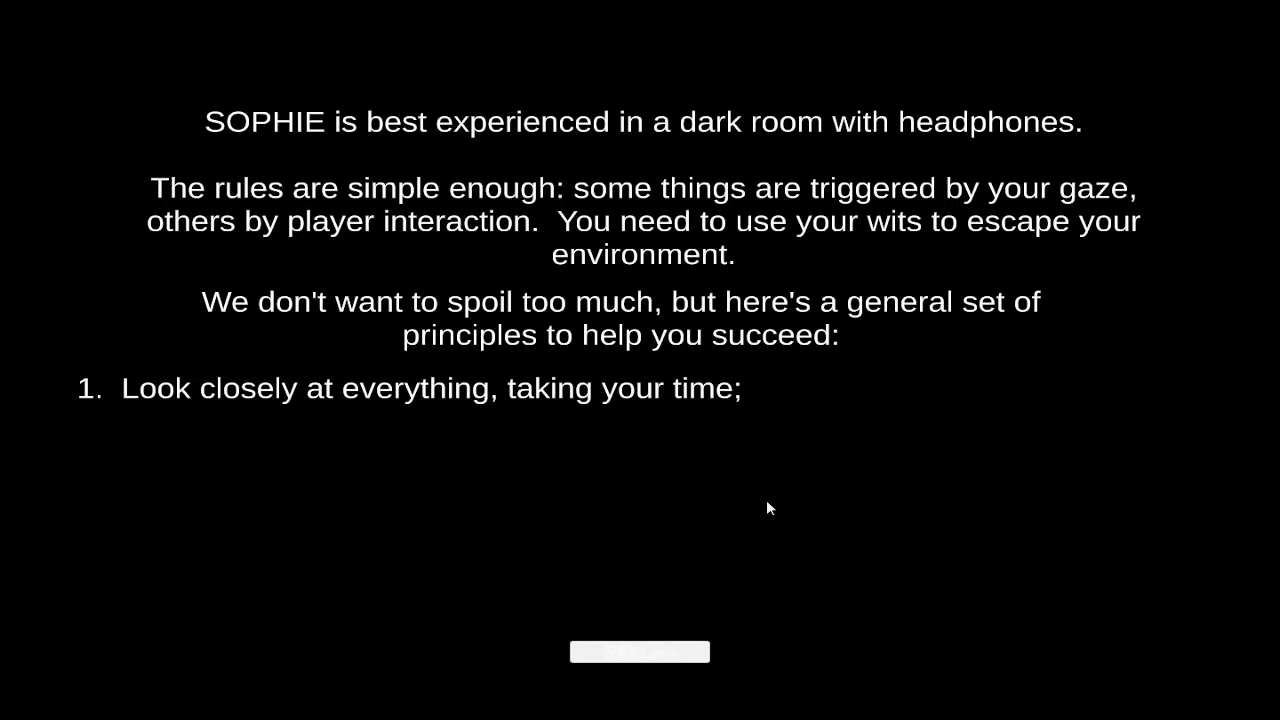 SOPHIE is best experienced in a dark room with headphones.
The rules are simple enough: some things are triggered by your gaze,
others by player interaction.  You need to use your wits to escape your
environment.
We don't want to spoil too much, but here's a general set of
principles to help you succeed:
1.  Look closely at everything, taking your time;